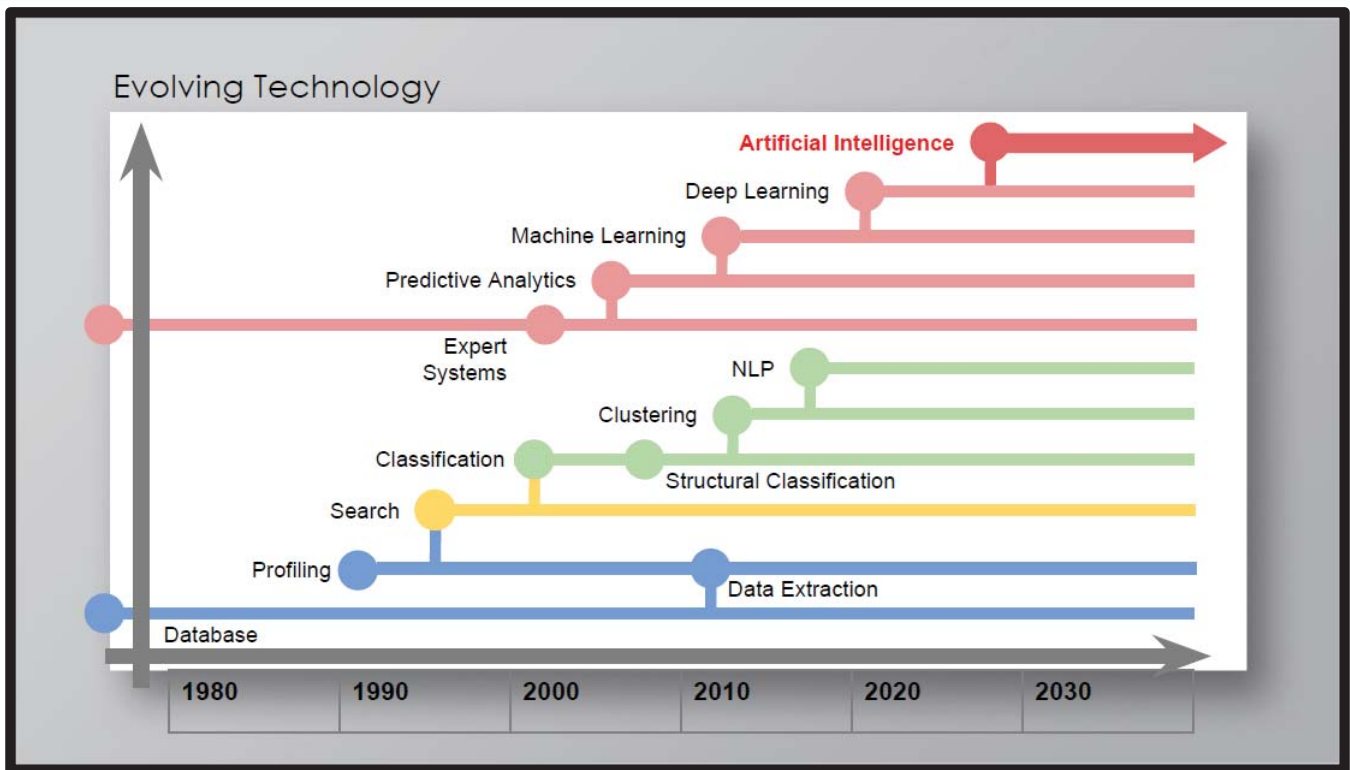 Evolving Technology
Artificial Intelligence
Deep Learning
Machine Learning
Predictive Analytics
Expert
Systems
NLP
Clustering
Classification
Structural Classification
Search
Profiling
Data Extraction
Database
1980 1990 2000 2010 2020 2030